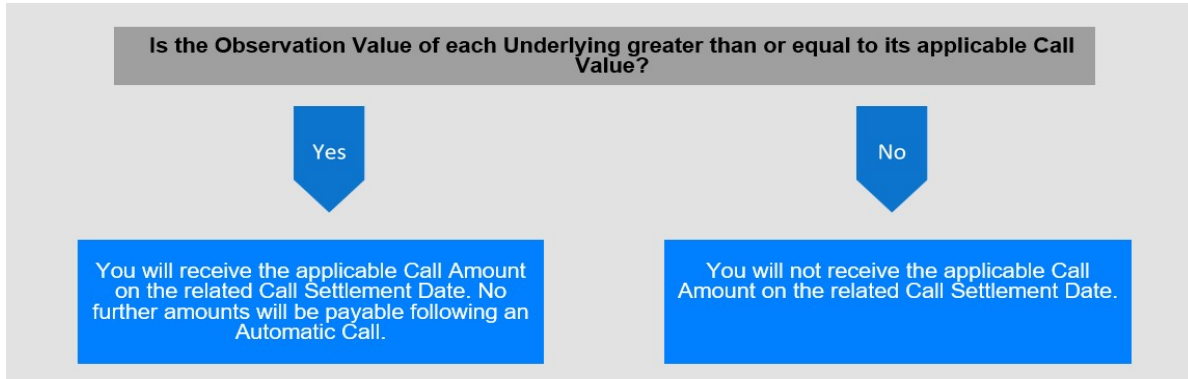 Is the Observation Value of each Underlying greater than or equal to its applicable Call
Value?
Yes
No
You will receive the applicable Call Amount
on the related Call Settlement Date. No
further amounts will be payable following an
Automatic Call.
You will not receive the applicable Call
Amount on the related Call Settlement Date.